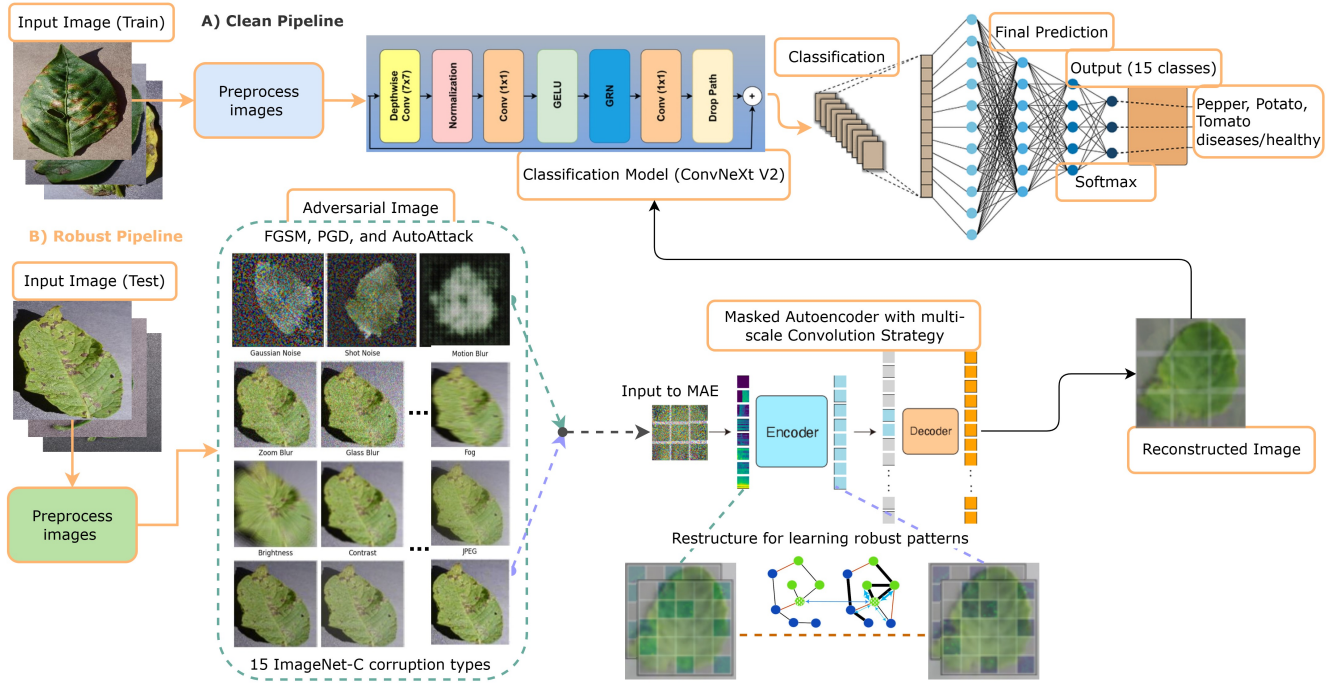 A) Clean Pipeline
Input Image (Train)
Preprocess
images
Depthwise
Conv (7x7)
Normalization
Conv (1x1)
GELU
GRN
Conv (1x1)
Drop Path
+
Classification Model (ConvNeXt V2)
Classification
Final Prediction
Output (15 classes)
Softmax
Pepper, Potato,
Tomato
diseases/healthy
B) Robust Pipeline
Input Image (Test)
Preprocess
images
Adversarial Image
FGSM, PGD, and AutoAttack
Gaussian Noise
Shot Noise
Motion Blur
...
Zoom Blur
Glass Blur
Fog
Brightness
Contrast
...
JPEG
15 ImageNet-C corruption types
Input to MAE
Masked Autoencoder with multi-
scale Convolution Strategy
Encoder
Decoder
Reconstructed Image
Restructure for learning robust patterns